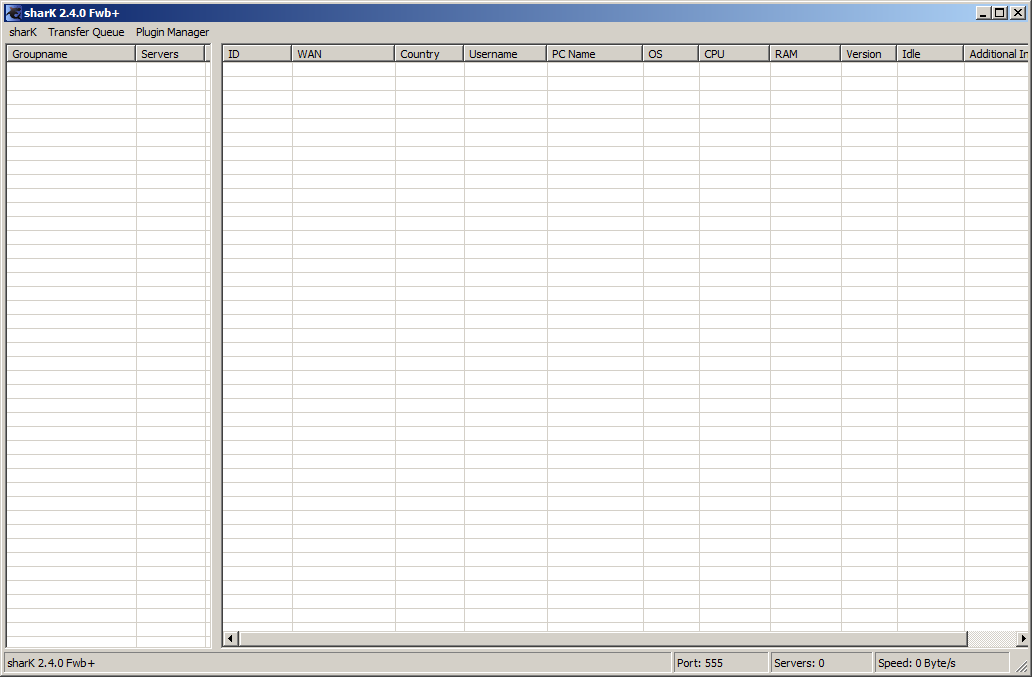 sharK 2.4.0 Fwb+
sharK Transfer Queue Plugin Manager
Groupname Servers ID WAN Country Username PC Name OS CPU RAM Version Idle Additional In
sharK 2.4.0 Fwb+ Port: 555 Servers: 0 Speed: 0 Byte/s